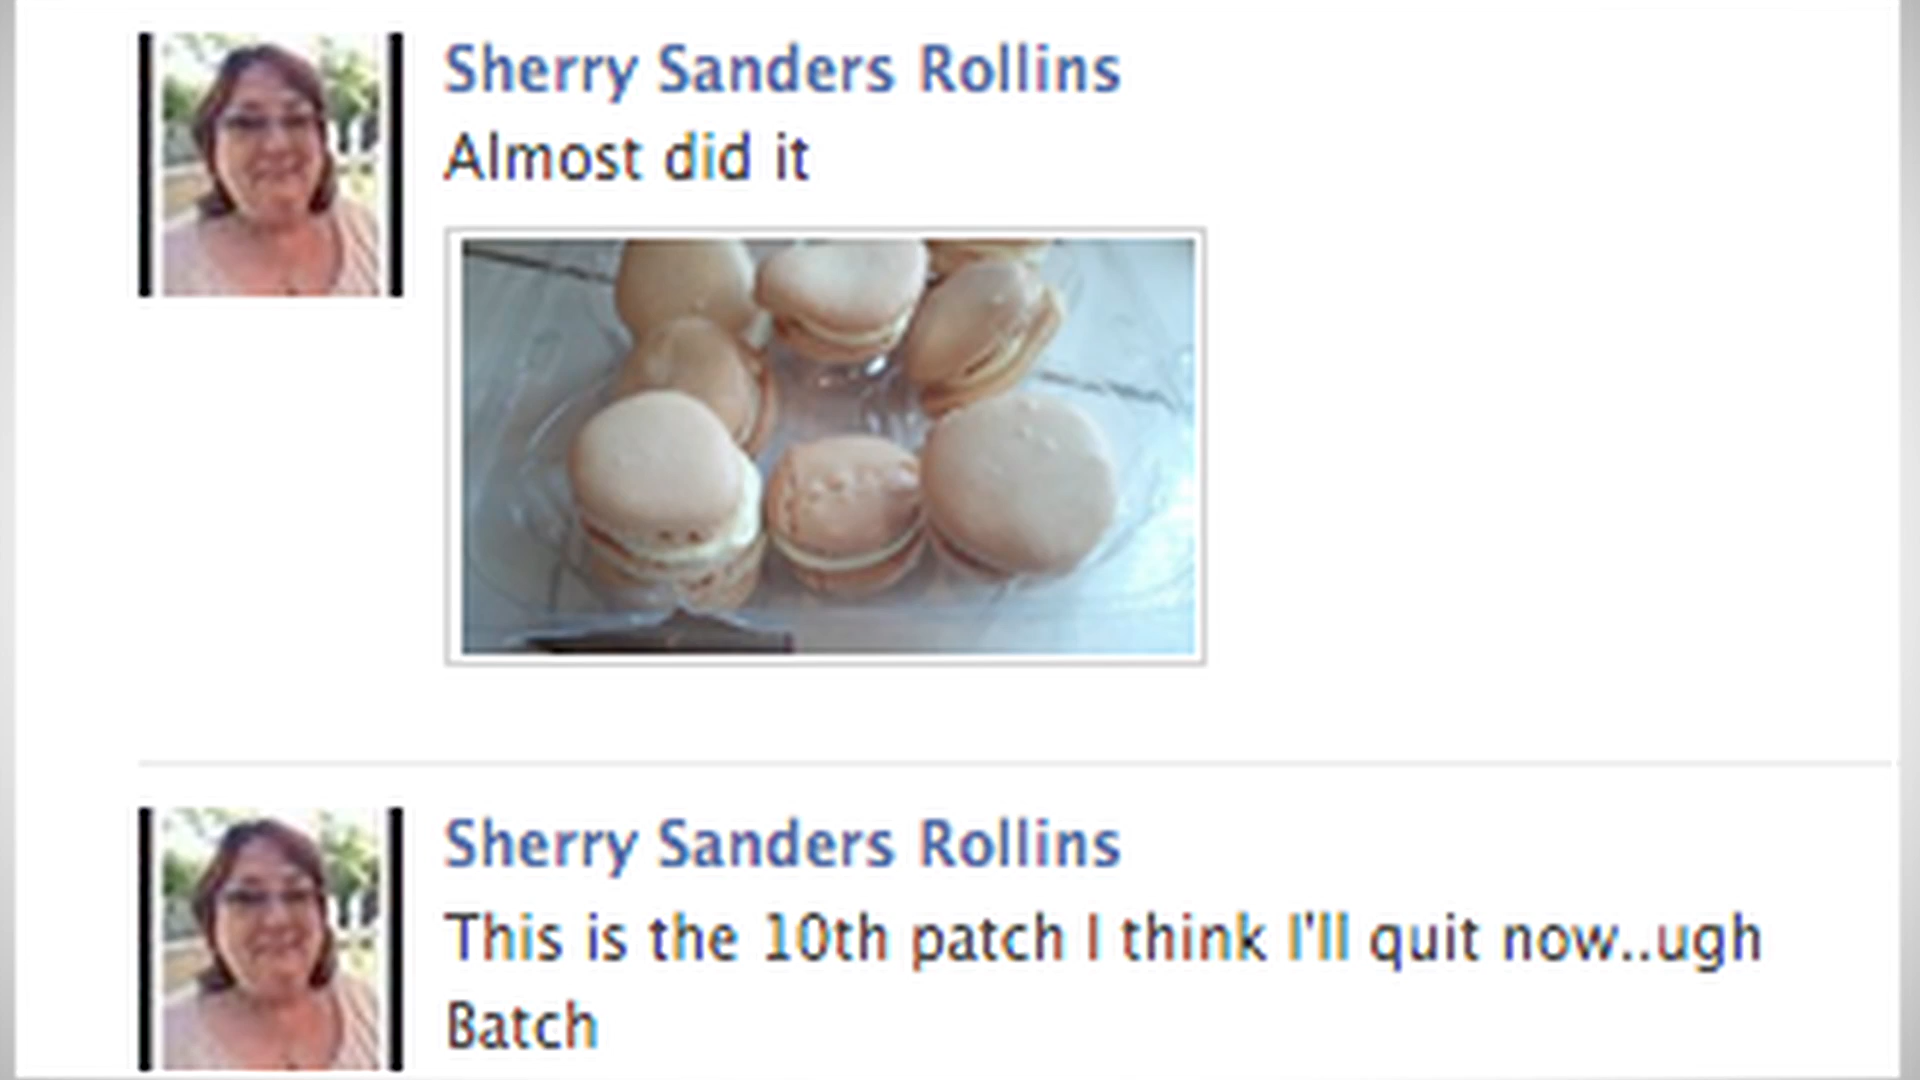 Sherry Sanders Rollins
Almost did it
Sherry Sanders Rollins
This is the 10th patch I think I'll quit now..ugh
Batch